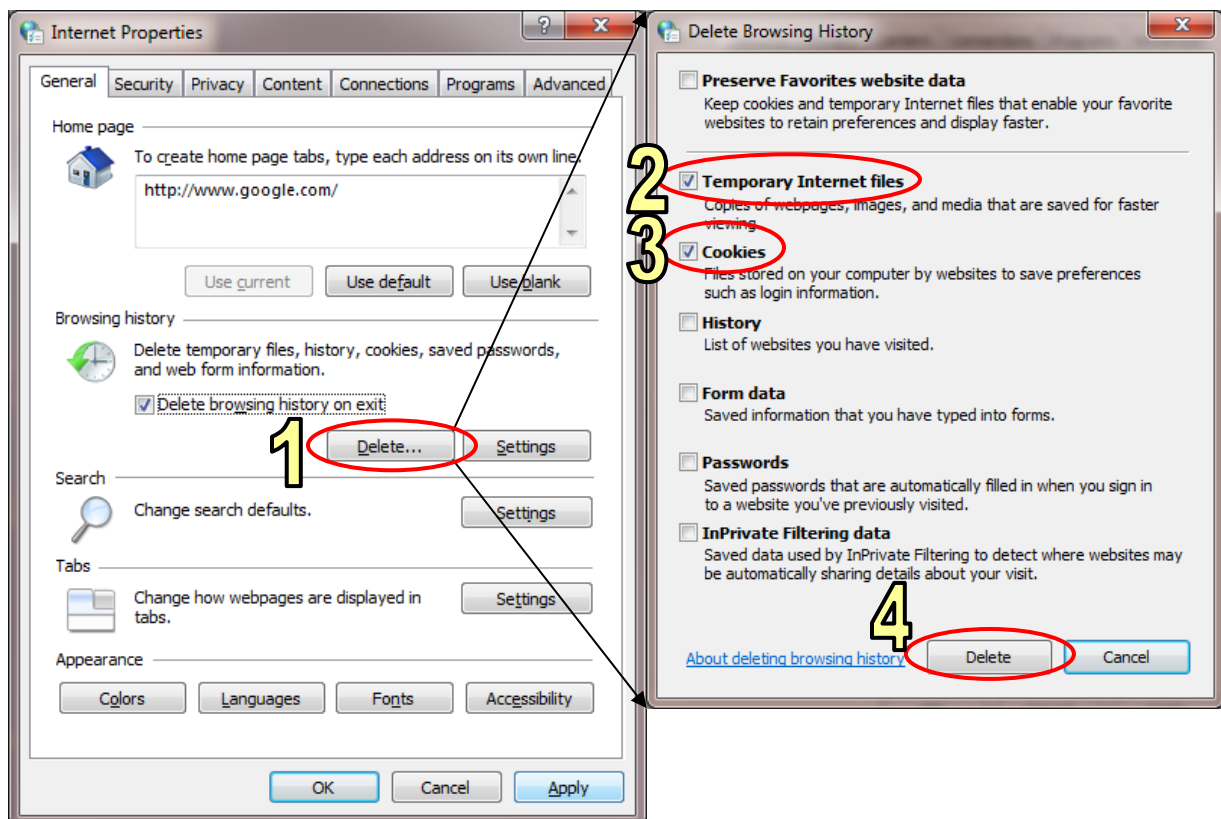 Internet Properties
General Security Privacy Content Connections Programs Advanced
Home page
To create home page tabs, type each address on its own line.
http://www.google.com/
Use current Use default Use blank
Browsing history
Delete temporary files, history, cookies, saved passwords,
and web form information.
Delete browsing history on exit
1
Delete... Settings
Search
Change search defaults.
Settings
Tabs
Change how webpages are displayed in
tabs.
Settings
Appearance
Colors Languages Fonts Accessibility
OK Cancel Apply
Delete Browsing History
Preserve Favorites website data
Keep cookies and temporary Internet files that enable your favorite
websites to retain preferences and display faster.
2
Temporary Internet files
Copies of webpages, images, and media that are saved for faster
viewing.
3
Cookies
Files stored on your computer by websites to save preferences
such as login information.
History
List of websites you have visited.
Form data
Saved information that you have typed into forms.
Passwords
Saved passwords that are automatically filled in when you sign in
to a website you've previously visited.
InPrivate Filtering data
Saved data used by InPrivate Filtering to detect where websites may
be automatically sharing details about your visit.
4
About deleting browsing history Delete Cancel